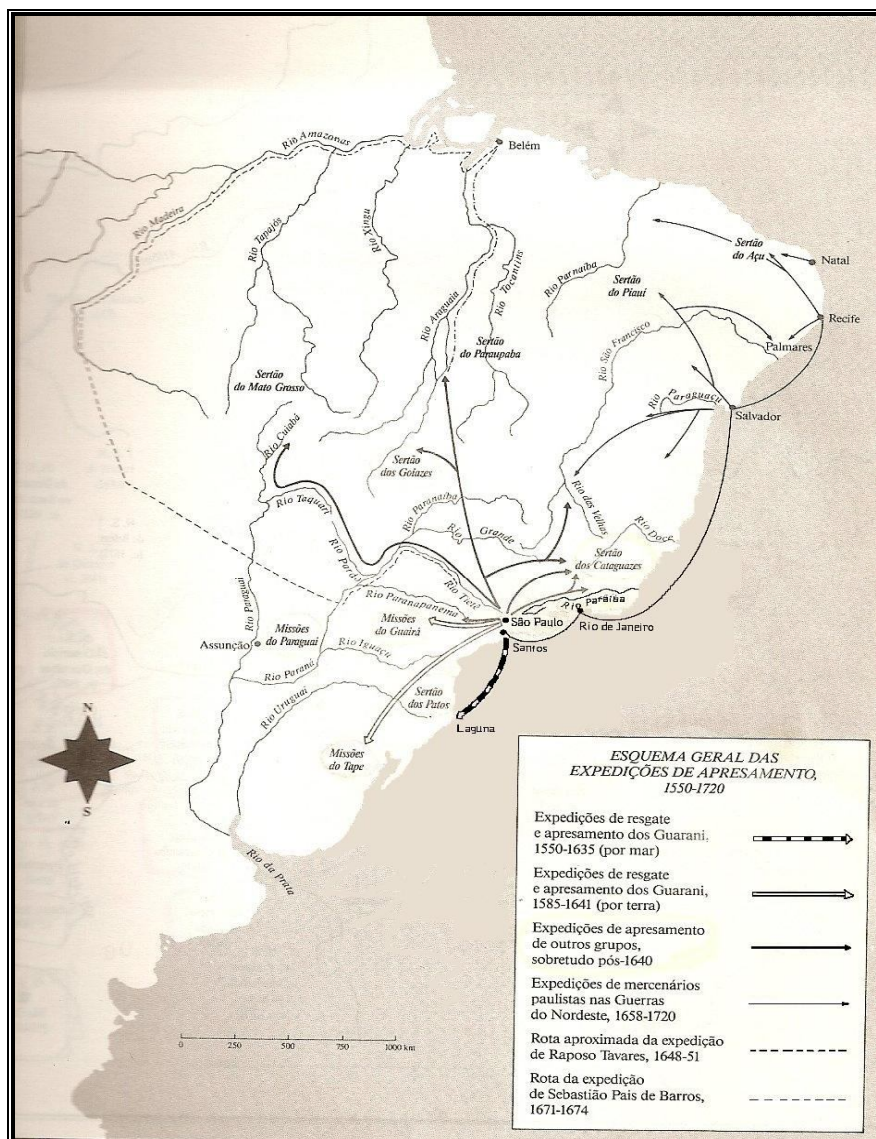 Rio Amazonas
Belém
Rio Madeira
Rio Tapajós
Rio Xingu
Rio Araguaia
Rio Tocantins
Rio Parnaíba
Sertão
do Açu
Natal
Sertão
do Piauí
Recife
Rio São Francisco
Palmares
Sertão
do Paraupaba
Sertão
do Mato Grosso
Rio Paraguaçu
Salvador
Rio Cuiabá
Sertão
dos Goiazes
Rio das Velhas
Rio Taquari
Rio Paranaíba
Rio Grande
Rio Doce
Sertão
dos Cataguazes
Rio Pardo
Rio Tietê
Rio Paraguai
Rio Paranapanema
Rio Paraíba
São Paulo
Rio de Janeiro
Missões
do Guairá
Missões
do Paraguai
Assunção
Rio Iguaçu
Santos
Rio Paraná
Rio Uruguai
Sertão
dos Patos
Laguna
Missões
do Tape
N
S
Rio da Prata
0 250 500 750 1000 km
ESQUEMA GERAL DAS
EXPEDIÇÕES DE APRESAMENTO,
1550-1720
Expedições de resgate
e apresamento dos Guarani,
1550-1635 (por mar)
Expedições de resgate
e apresamento dos Guarani,
1585-1641 (por terra)
Expedições de apresamento
de outros grupos,
sobretudo pós-1640
Expedições de mercenários
paulistas nas Guerras
do Nordeste, 1658-1720
Rota aproximada da expedição
de Raposo Tavares, 1648-51
Rota da expedição
de Sebastião Pais de Barros,
1671-1674